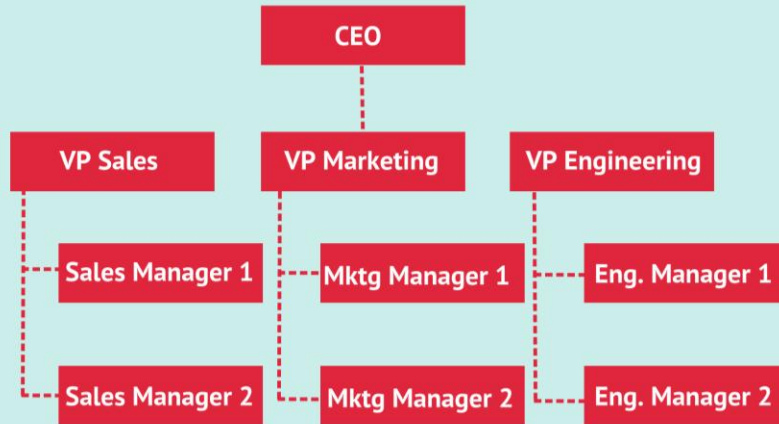 CEO
VP Sales
VP Marketing
VP Engineering
Sales Manager 1
Mktg Manager 1
Eng. Manager 1
Sales Manager 2
Mktg Manager 2
Eng. Manager 2